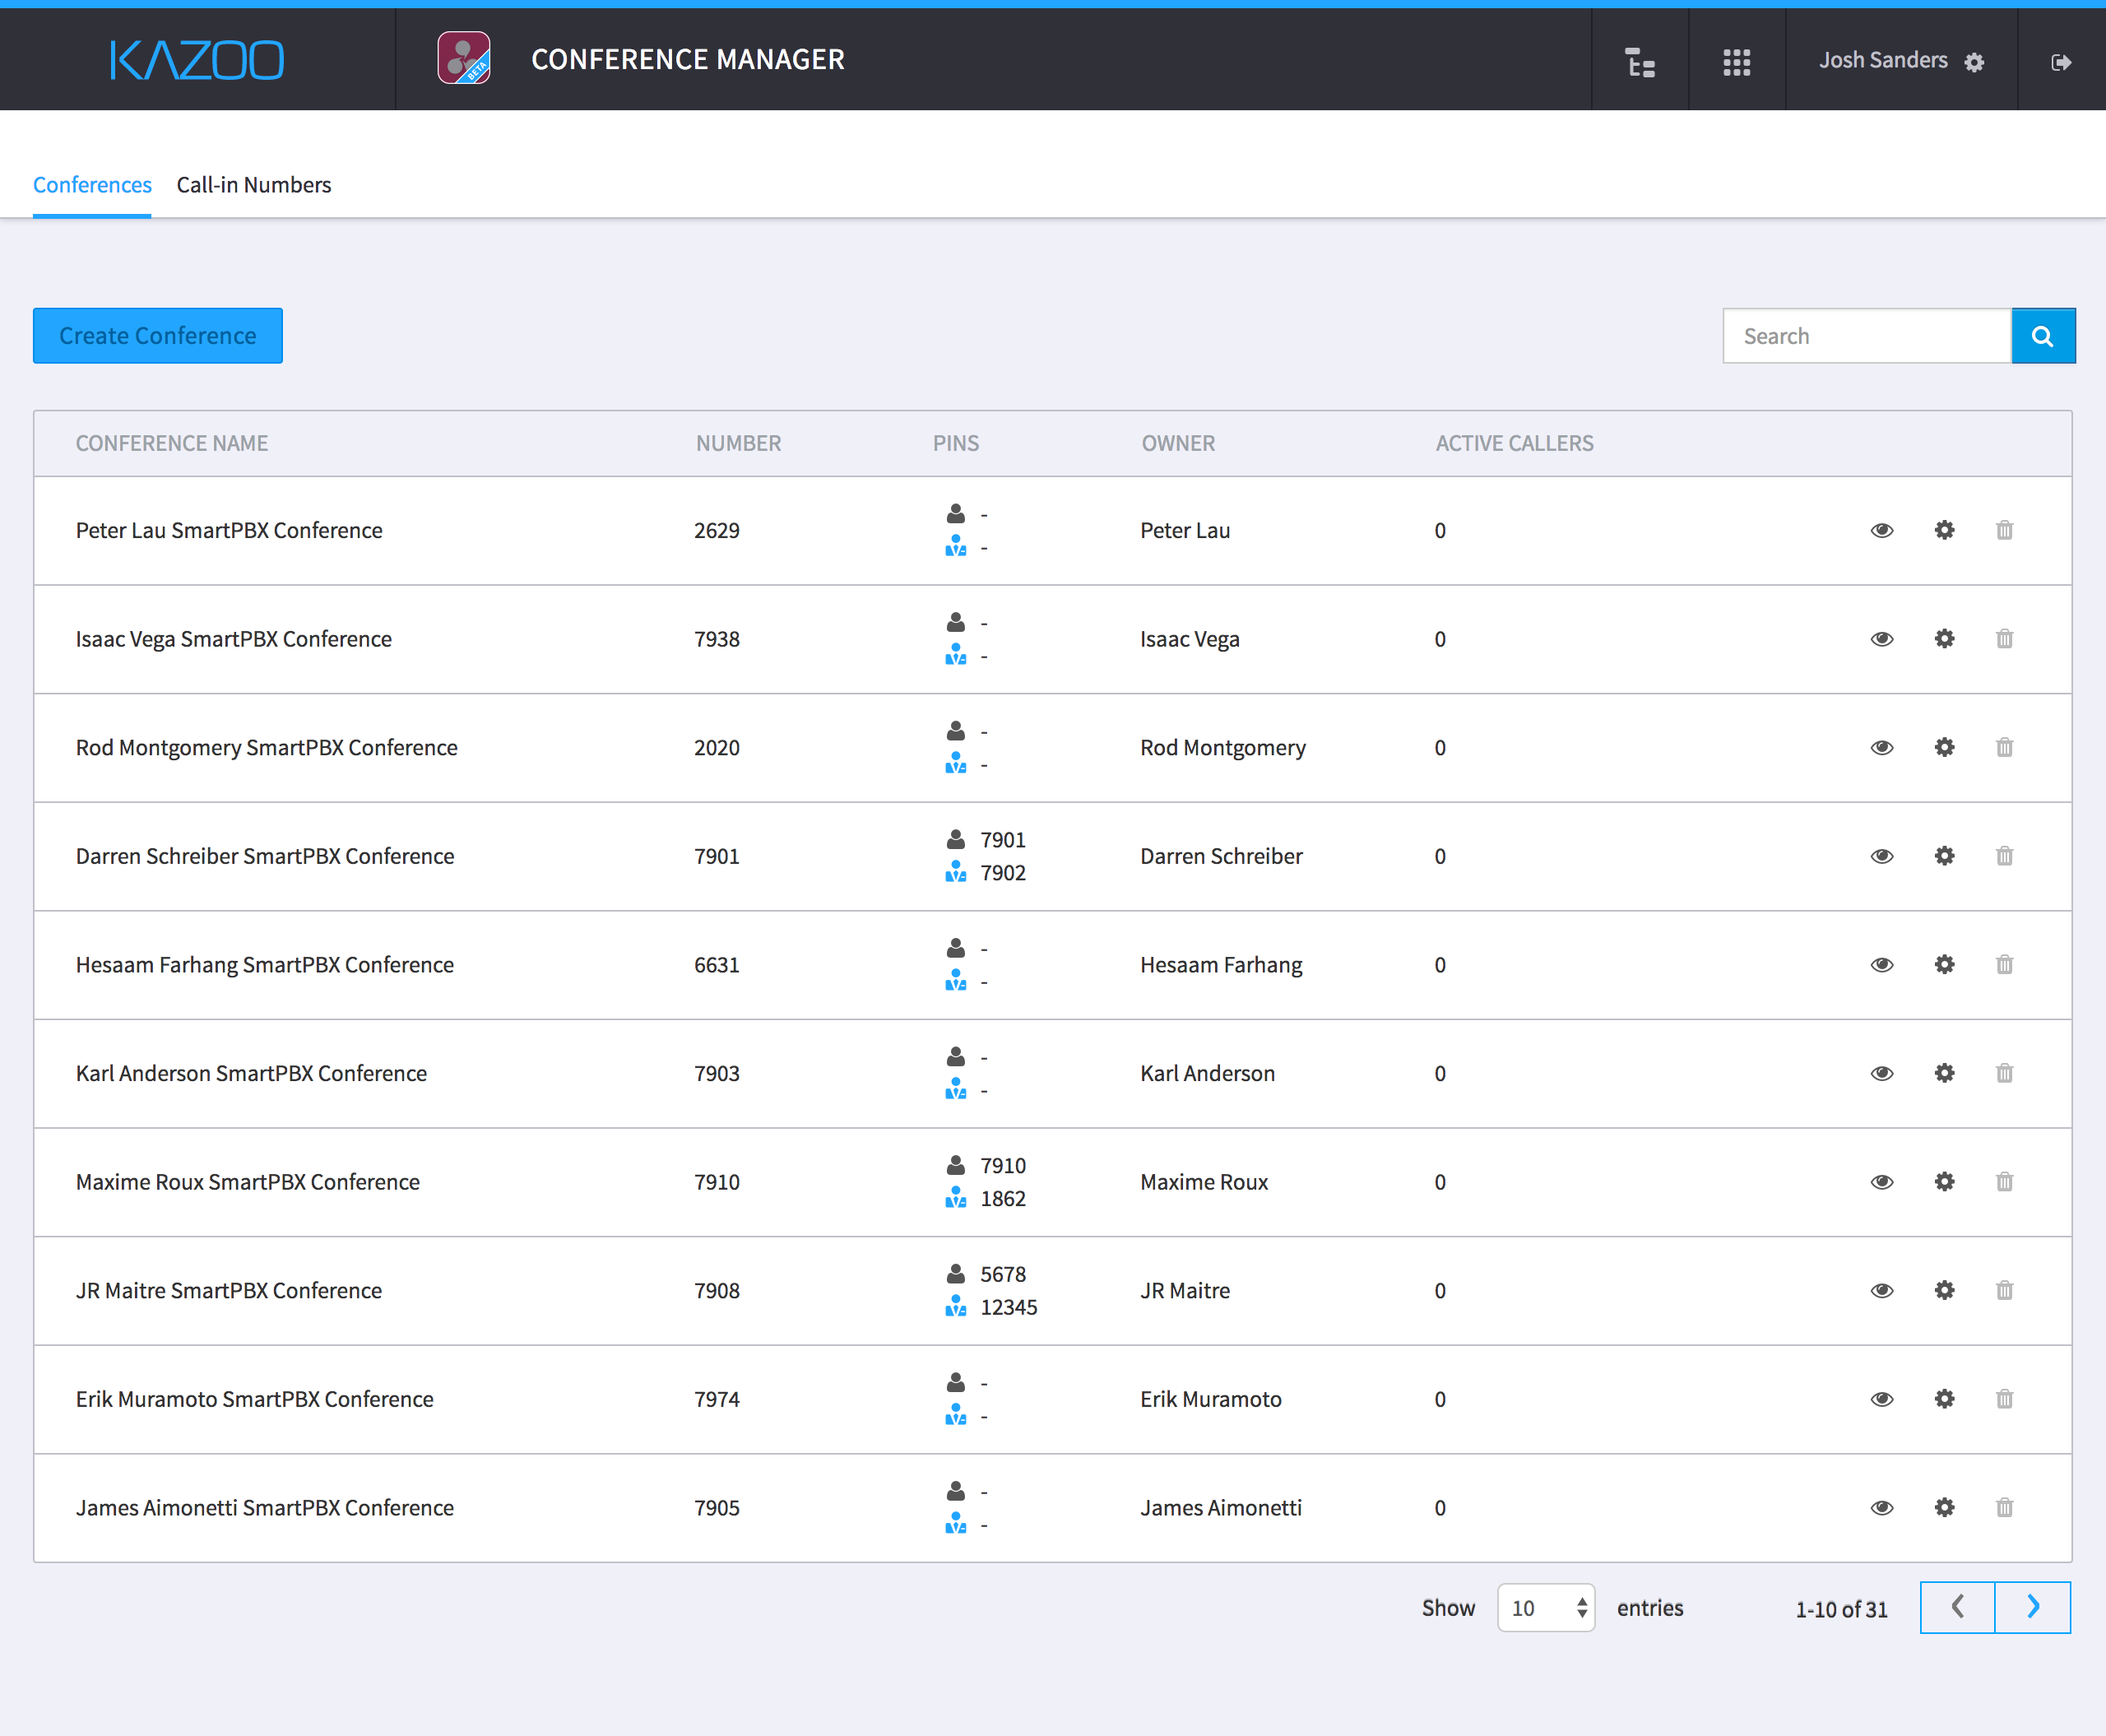 KAZOO
BETA
CONFERENCE MANAGER
Josh Sanders
Conferences Call-in Numbers
Create Conference
Search
CONFERENCE NAME NUMBER PINS OWNER ACTIVE CALLERS
-
Peter Lau SmartPBX Conference 2629 Peter Lau 0
-
-
Isaac Vega SmartPBX Conference 7938 Isaac Vega 0
-
-
Rod Montgomery SmartPBX Conference 2020 Rod Montgomery 0
-
7901
Darren Schreiber SmartPBX Conference 7901 Darren Schreiber 0
7902
-
Hesaam Farhang SmartPBX Conference 6631 Hesaam Farhang 0
-
-
Karl Anderson SmartPBX Conference 7903 Karl Anderson 0
-
7910
Maxime Roux SmartPBX Conference 7910 Maxime Roux 0
1862
5678
JR Maitre SmartPBX Conference 7908 JR Maitre 0
12345
-
Erik Muramoto SmartPBX Conference 7974 Erik Muramoto 0
-
-
James Aimonetti SmartPBX Conference 7905 James Aimonetti 0
-
Show 10 entries 1-10 of 31